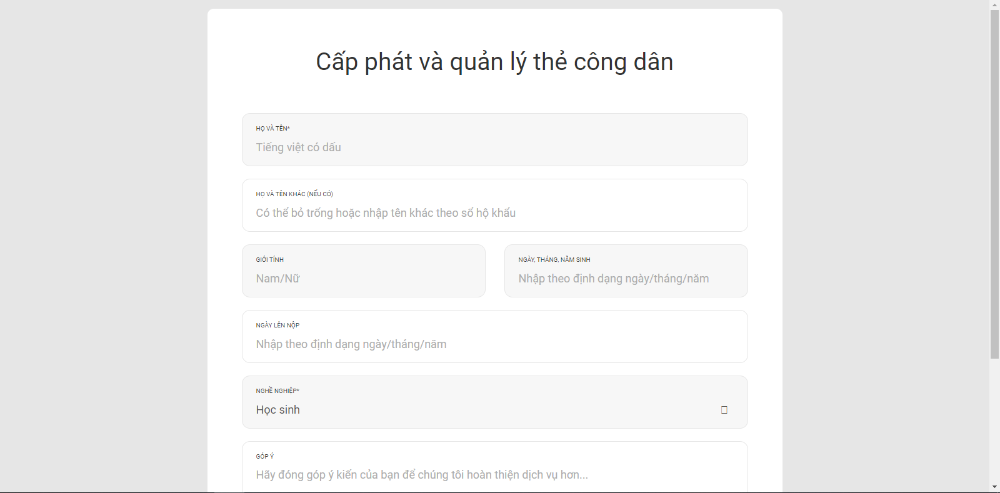 Cấp phát và quản lý thẻ công dân
HỌ VÀ TÊN*
Tiếng việt có dấu
HỌ VÀ TÊN KHÁC (NẾU CÓ)
Có thể bỏ trống hoặc nhập tên khác theo sổ hộ khẩu
GIỚI TÍNH
Nam/Nữ
NGÀY, THÁNG, NĂM SINH
Nhập theo định dạng ngày/tháng/năm
NGÀY LÊN NỘP
Nhập theo định dạng ngày/tháng/năm
NGHỀ NGHIỆP*
Học sinh
GÓP Ý
Hãy đóng góp ý kiến của bạn để chúng tôi hoàn thiện dịch vụ hơn...